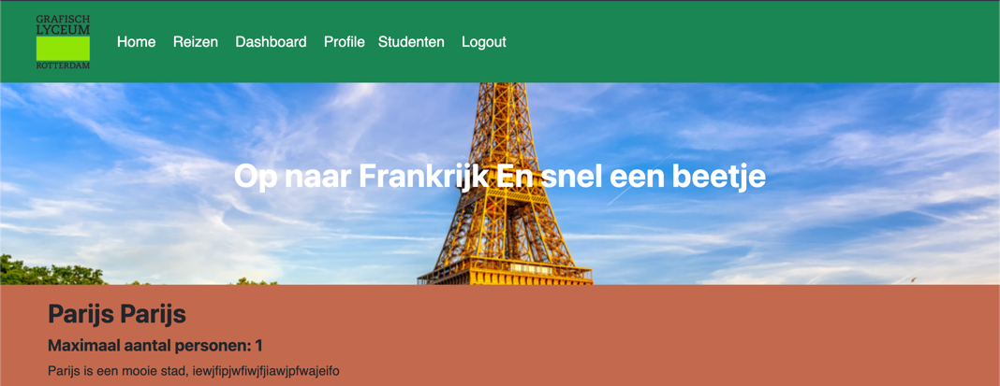 GRAFISCH
LYCEUM
ROTTERDAM
Home Reizen Dashboard Profile Studenten Logout
Op naar Frankrijk En snel een beetje
Parijs Parijs
Maximaal aantal personen: 1
Parijs is een mooie stad, iewjfipjwfiwjfjiawjpfwajeifo